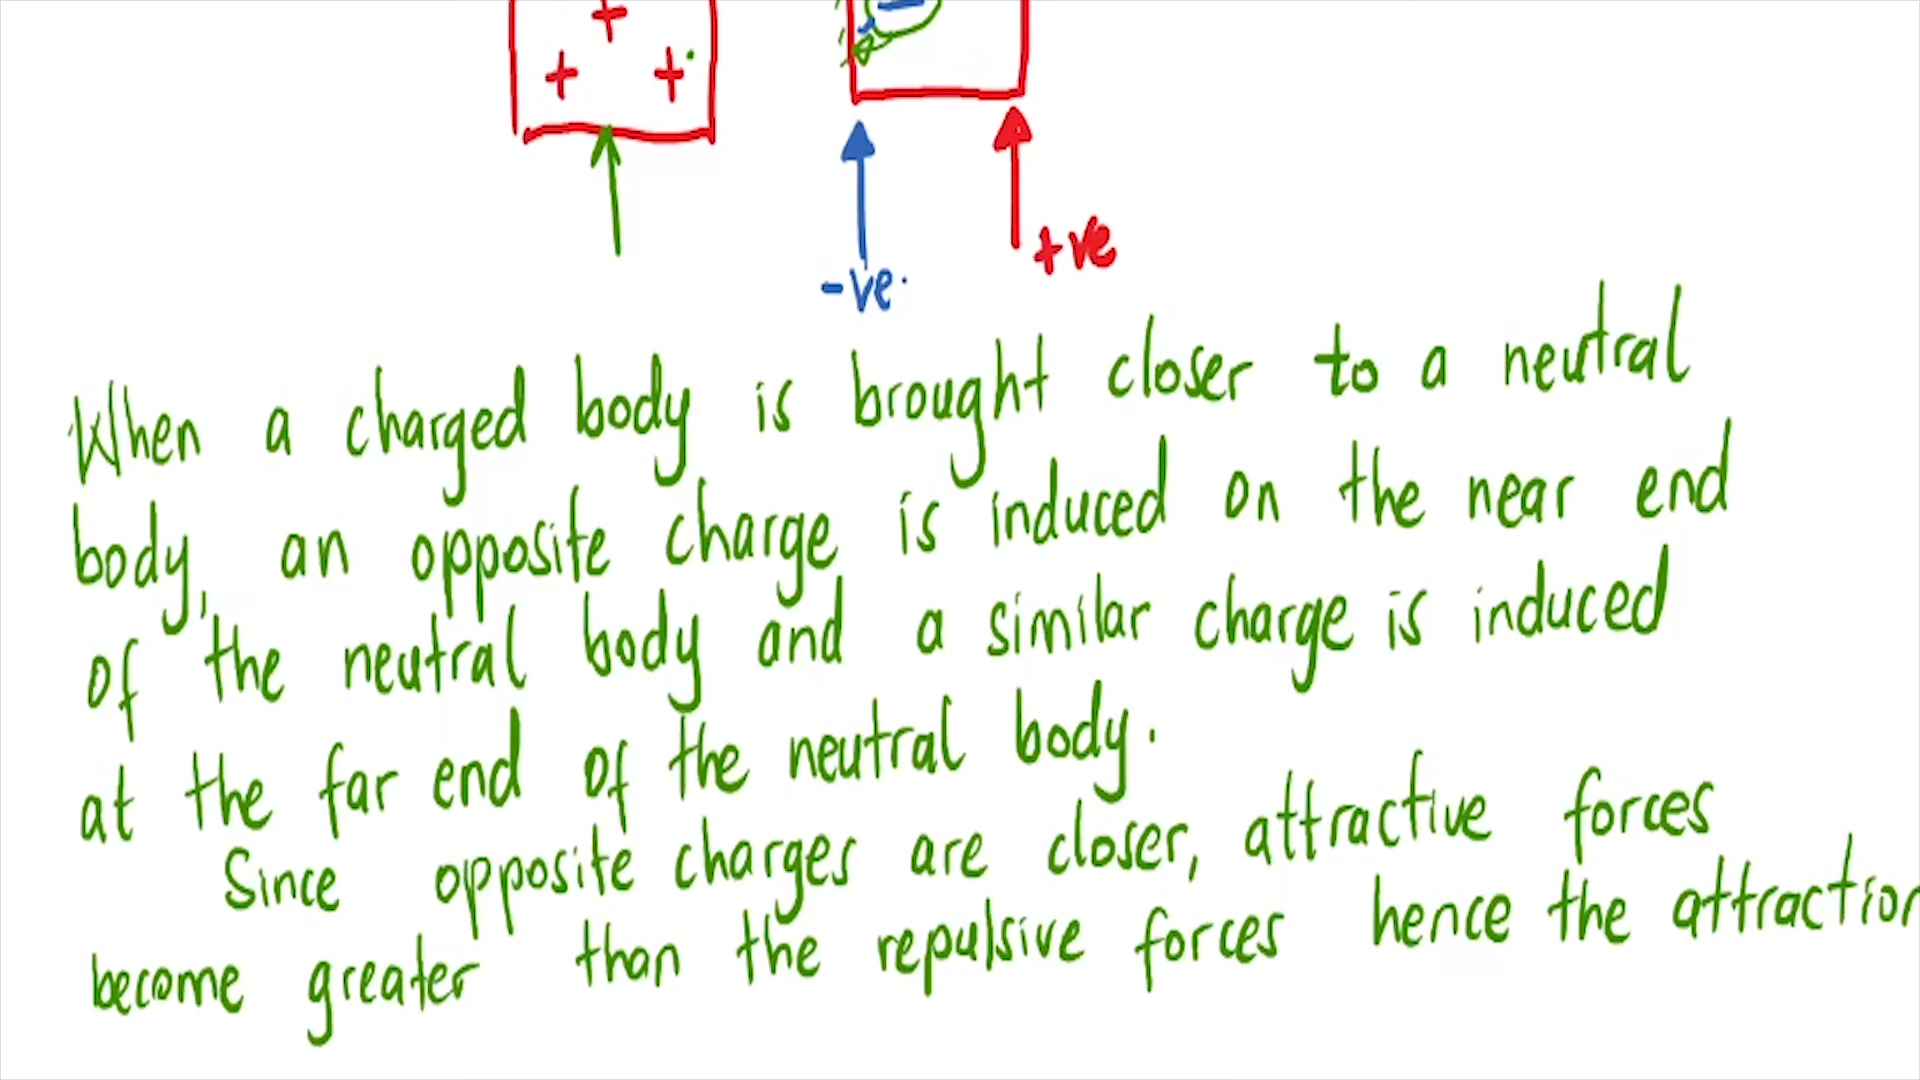 +
+ +
-
+ve
-ve.
When a charged body is brought closer to a neutral
body, an opposite charge is induced on the near end
of the neutral body and a similar charge is induced
at the far end of the neutral body.
Since opposite charges are closer, attractive forces
become greater than the repulsive forces hence the attraction